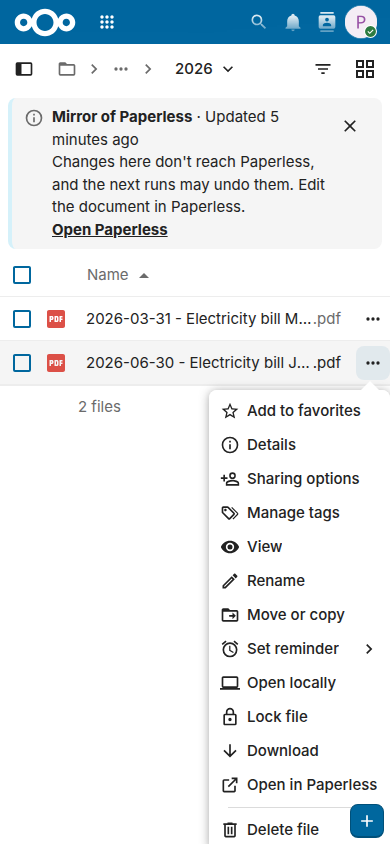 P
2026
Mirror of Paperless · Updated 5
minutes ago
Changes here don't reach Paperless,
and the next runs may undo them. Edit
the document in Paperless.
Open Paperless
Name
PDF 2026-03-31 - Electricity bill M... .pdf
PDF 2026-06-30 - Electricity bill J... .pdf
2 files
Add to favorites
Details
Sharing options
Manage tags
View
Rename
Move or copy
Set reminder
Open locally
Lock file
Download
Open in Paperless
Delete file